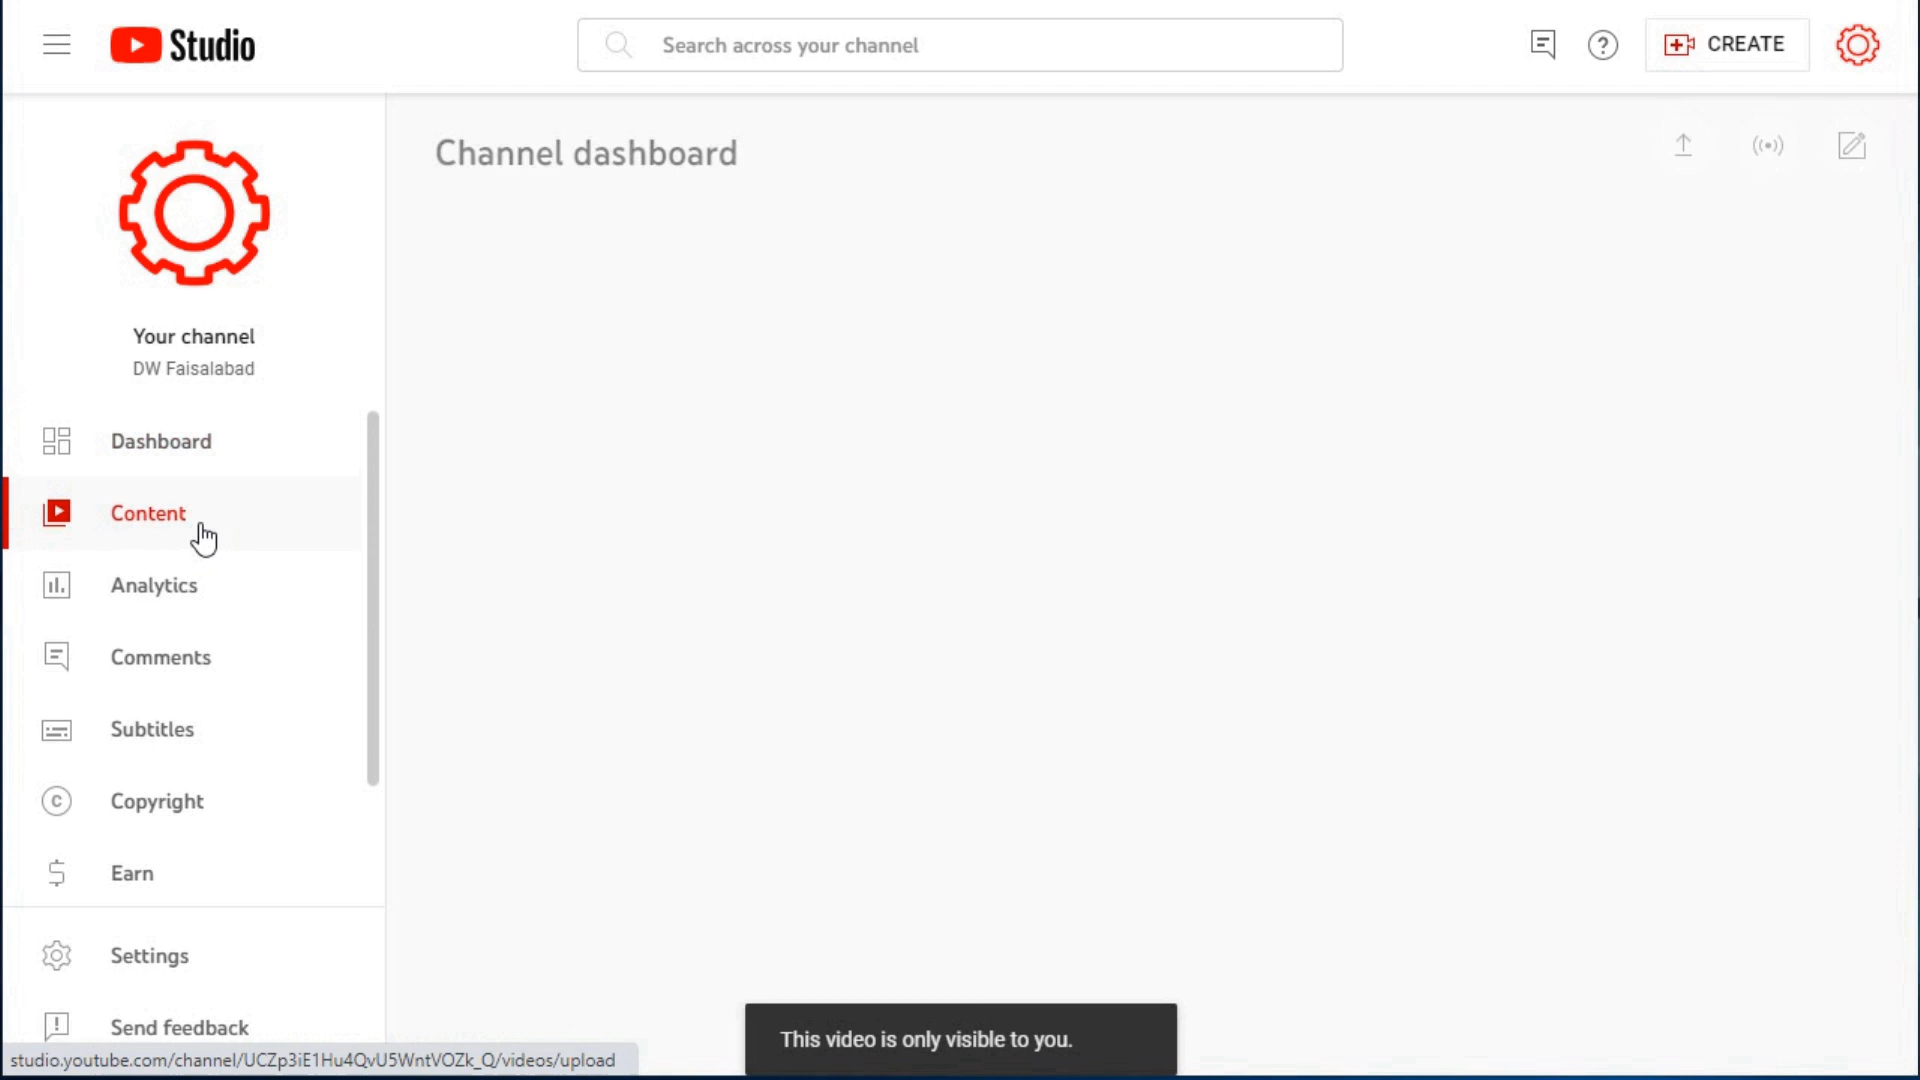 Studio
Search across your channel
CREATE
Channel dashboard
Your channel
DW Faisalabad
Dashboard
Content
Analytics
Comments
Subtitles
Copyright
Earn
Settings
Send feedback
This video is only visible to you.
studio.youtube.com/channel/UCZp3iE1Hu4QvU5WntVOZk_Q/videos/upload